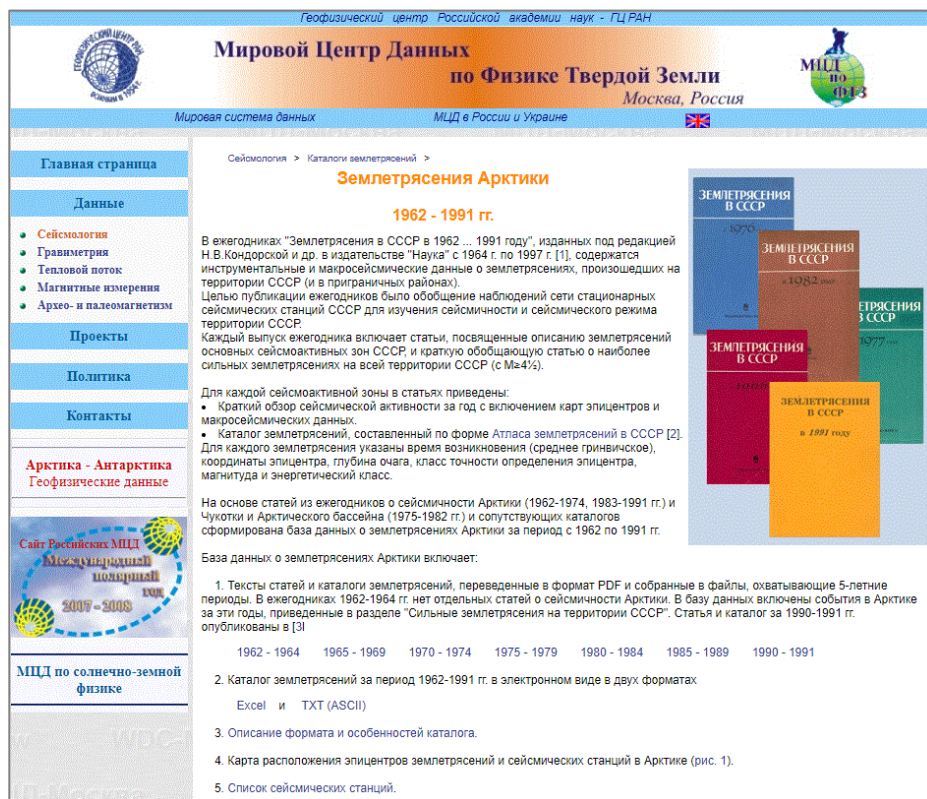 Геофизический центр Российской академии наук - ГЦ РАН
ГЕОФИЗИЧЕСКИЙ ЦЕНТР РАН
основан в 1954 г.
Мировой Центр Данных
по Физике Твердой Земли
Москва, Россия
МЦД
по
ФТЗ
Мировая система данных
МЦД в России и Украине
Главная страница
Данные
Сейсмология
Гравиметрия
Тепловой поток
Магнитные измерения
Архео- и палеомагнетизм
Проекты
Политика
Контакты
Арктика - Антарктика
Геофизические данные
Сайт Российских МЦД
Международный
полярный
год
2007 - 2008
МЦД по солнечно-земной
физике
Сейсмология > Каталоги землетрясений >
Землетрясения Арктики
1962 - 1991 гг.
В ежегодниках "Землетрясения в СССР в 1962 ... 1991 году", изданных под редакцией
Н.В.Кондорской и др. в издательстве "Наука" с 1964 г. по 1997 г. [1], содержатся
инструментальные и макросейсмические данные о землетрясениях, произошедших на
территории СССР (и в приграничных районах).
Целью публикации ежегодников было обобщение наблюдений сети стационарных
сейсмических станций СССР для изучения сейсмичности и сейсмического режима
территории СССР.
Каждый выпуск ежегодника включает статьи, посвященные описанию землетрясений
основных сейсмоактивных зон СССР, и краткую обобщающую статью о наиболее
сильных землетрясениях на всей территории СССР (с M≥4½).
Для каждой сейсмоактивной зоны в статьях приведены:
• Краткий обзор сейсмической активности за год с включением карт эпицентров и
макросейсмических данных.
• Каталог землетрясений, составленный по форме Атласа землетрясений в СССР [2].
Для каждого землетрясения указаны время возникновения (среднее гринвичское),
координаты эпицентра, глубина очага, класс точности определения эпицентра,
магнитуда и энергетический класс.
На основе статей из ежегодников о сейсмичности Арктики (1962-1974, 1983-1991 гг.) и
Чукотки и Арктического бассейна (1975-1982 гг.) и сопутствующих каталогов
сформирована база данных о землетрясениях Арктики за период с 1962 по 1991 гг.
База данных о землетрясениях Арктики включает:
1. Тексты статей и каталоги землетрясений, переведенные в формат PDF и собранные в файлы, охватывающие 5-летние
периоды. В ежегодниках 1962-1964 гг. нет отдельных статей о сейсмичности Арктики. В базу данных включены события в Арктике
за эти годы, приведенные в разделе "Сильные землетрясения на территории СССР". Статья и каталог за 1990-1991 гг.
опубликованы в [3]
1962 - 1964 1965 - 1969 1970 - 1974 1975 - 1979 1980 - 1984 1985 - 1989 1990 - 1991
2. Каталог землетрясений за период 1962-1991 гг. в электронном виде в двух форматах
Excel и TXT (ASCII)
3. Описание формата и особенностей каталога.
4. Карта расположения эпицентров землетрясений и сейсмических станций в Арктике (рис. 1).
5. Список сейсмических станций.
ЗЕМЛЕТРЯСЕНИЯ
В СССР
в 1976
ЗЕМЛЕТРЯСЕНИЯ
В СССР
в 1982 году
ЕТРЯСЕНИЯ
СССР
1977
ЗЕМЛЕТРЯСЕНИЯ
В СССР
ЗЕМЛЕТРЯСЕНИЯ
В СССР
в 1991 году